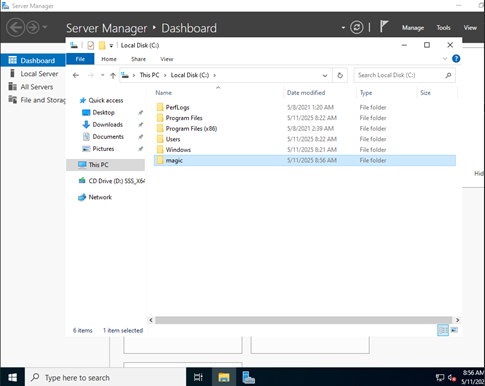 Server Manager
Server Manager ▸ Dashboard
Manage Tools View
Dashboard
Local Server
All Servers
File and Storag
Local Disk (C:)
File Home Share View
This PC > Local Disk (C:) >
Search Local Disk (C:)
Name Date modified Type Size
Quick access
Desktop
Downloads
Documents
Pictures
This PC
CD Drive (D:) SSS_X64
Network
PerfLogs 5/8/2021 1:20 AM File folder
Program Files 5/11/2025 8:22 AM File folder
Program Files (x86) 5/8/2021 2:39 AM File folder
Users 5/11/2025 8:22 AM File folder
Windows 5/11/2025 8:21 AM File folder
magic 5/11/2025 8:56 AM File folder
Hid
6 items 1 item selected
Type here to search
8:56 AM
5/11/202